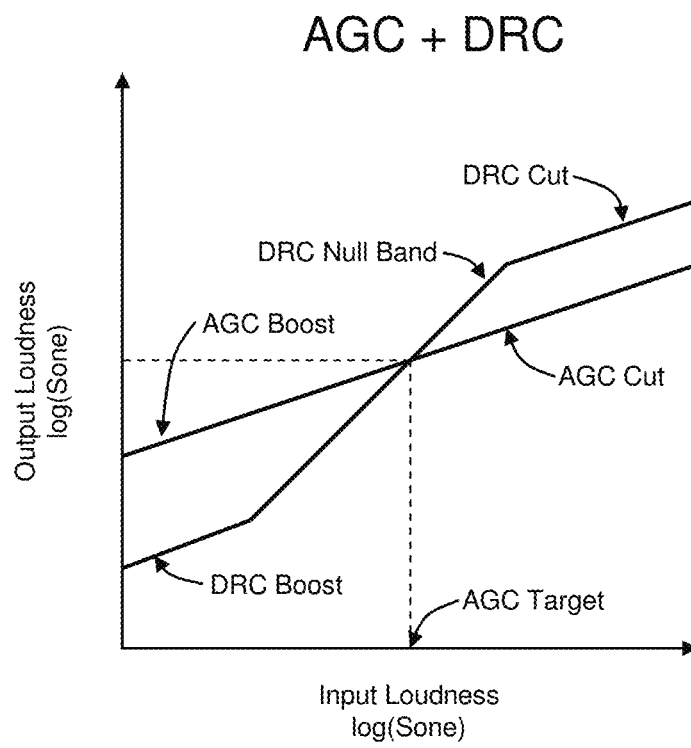 AGC + DRC
DRC Cut
DRC Null Band
AGC Boost
AGC Cut
Output Loudness
log(Sone)
DRC Boost
AGC Target
Input Loudness
log(Sone)